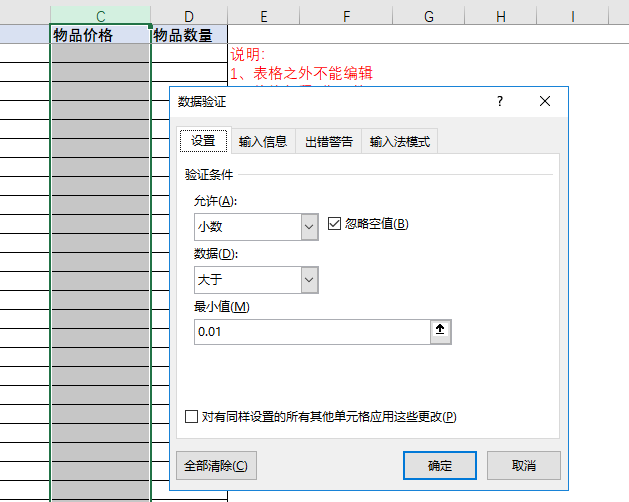 C D E F G H I
物品价格 物品数量
说明:
1、表格之外不能编辑
数据验证 ?
设置 输入信息 出错警告 输入法模式
验证条件
允许(A):
小数 忽略空值(B)
数据(D):
大于
最小值(M)
0.01
对有同样设置的所有其他单元格应用这些更改(P)
全部清除(C) 确定 取消